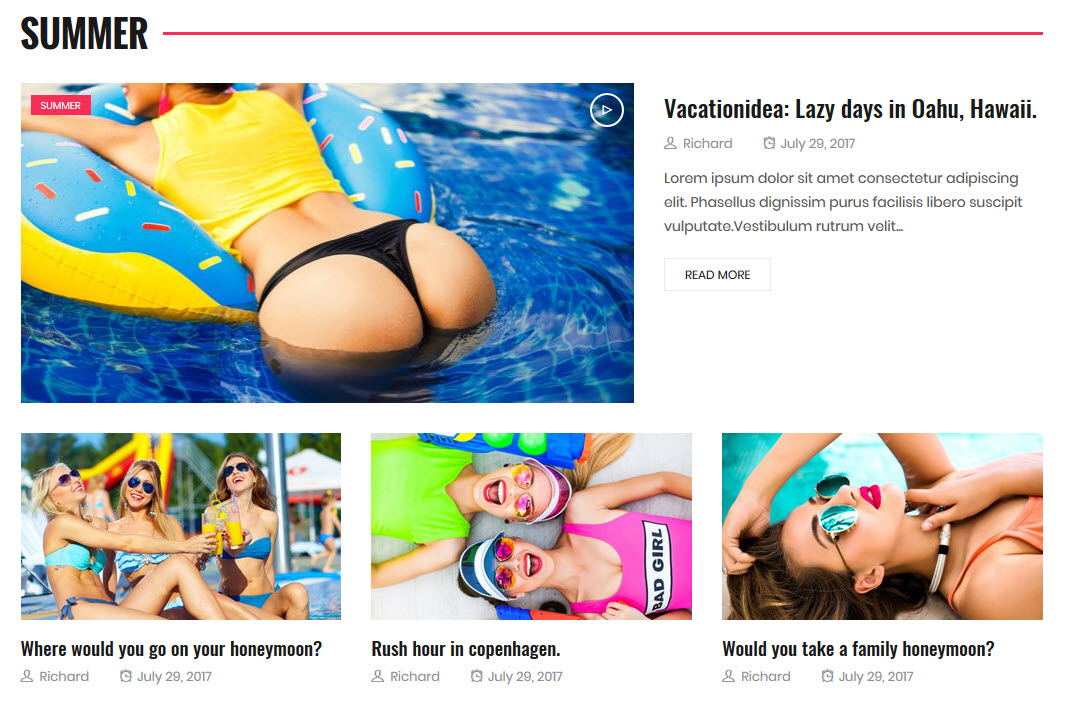 SUMMER
SUMMER
Vacationidea: Lazy days in Oahu, Hawaii.
Richard July 29, 2017
Lorem ipsum dolor sit amet consectetur adipiscing
elit. Phasellus dignissim purus facilisis libero suscipit
vulputate.Vestibulum rutrum velit...
READ MORE
BAD GIRL
Where would you go on your honeymoon?
Richard July 29, 2017
Rush hour in copenhagen.
Richard July 29, 2017
Would you take a family honeymoon?
Richard July 29, 2017